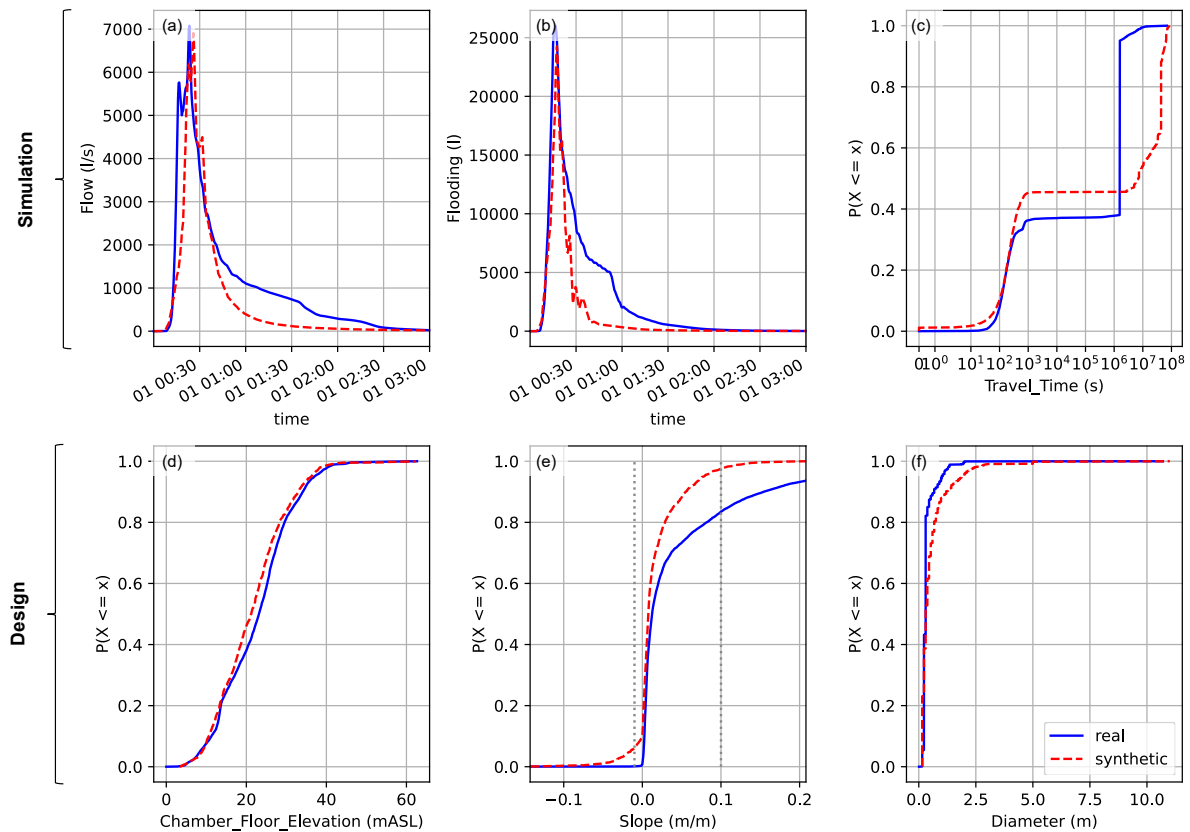 Simulation
(a)
Flow (l/s)
7000
6000
5000
4000
3000
2000
1000
0
01 00:30
01 01:00
01 01:30
01 02:00
01 02:30
01 03:00
time
(b)
Flooding (l)
25000
20000
15000
10000
5000
0
01 00:30
01 01:00
01 01:30
01 02:00
01 02:30
01 03:00
time
(c)
P(X <= x)
1.0
0.8
0.6
0.4
0.2
0.0
0 10⁰ 10¹ 10² 10³ 10⁴ 10⁵ 10⁶ 10⁷ 10⁸
Travel_Time (s)
Design
(d)
P(X <= x)
1.0
0.8
0.6
0.4
0.2
0.0
0 20 40 60
Chamber_Floor_Elevation (mASL)
(e)
P(X <= x)
1.0
0.8
0.6
0.4
0.2
0.0
−0.1 0.0 0.1 0.2
Slope (m/m)
(f)
P(X <= x)
1.0
0.8
0.6
0.4
0.2
0.0
real
synthetic
0.0 2.5 5.0 7.5 10.0
Diameter (m)